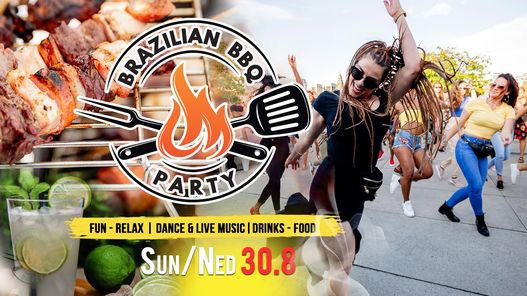 BRAZILIAN BBQ
PARTY
FUN - RELAX | DANCE & LIVE MUSIC | DRINKS - FOOD
SUN/NED 30.8